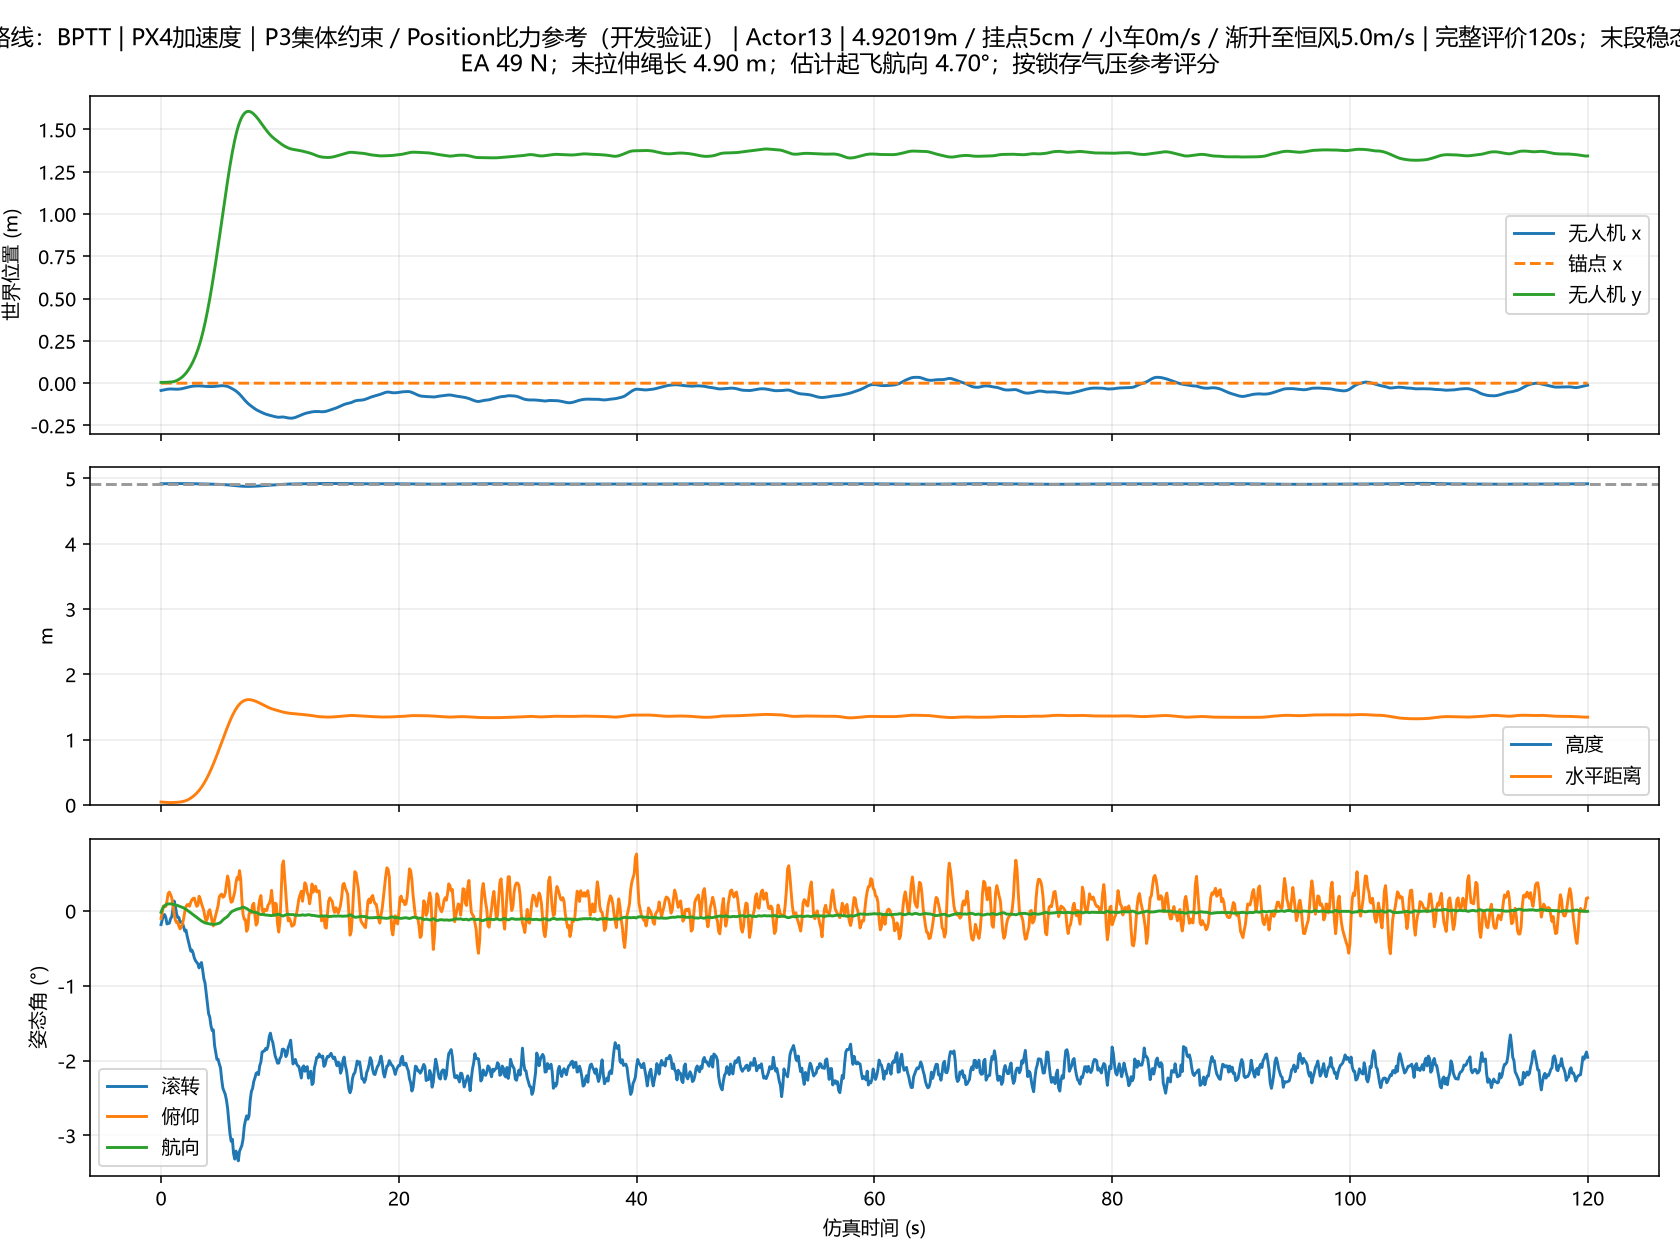 路线：BPTT | PX4加速度 | P3集体约束 / Position比力参考（开发验证） | Actor13 | 4.92019m / 挂点5cm / 小车0m/s / 渐升至恒风5.0m/s | 完整评价120s；末段稳态
EA 49 N；未拉伸绳长 4.90 m；估计起飞航向 4.70°；按锁存气压参考评分
世界位置 (m)
1.50
1.25
1.00
0.75
0.50
0.25
0.00
-0.25
无人机 x
锚点 x
无人机 y
m
5
4
3
2
1
0
高度
水平距离
姿态角 (°)
0
-1
-2
-3
滚转
俯仰
航向
0
20
40
60
80
100
120
仿真时间 (s)